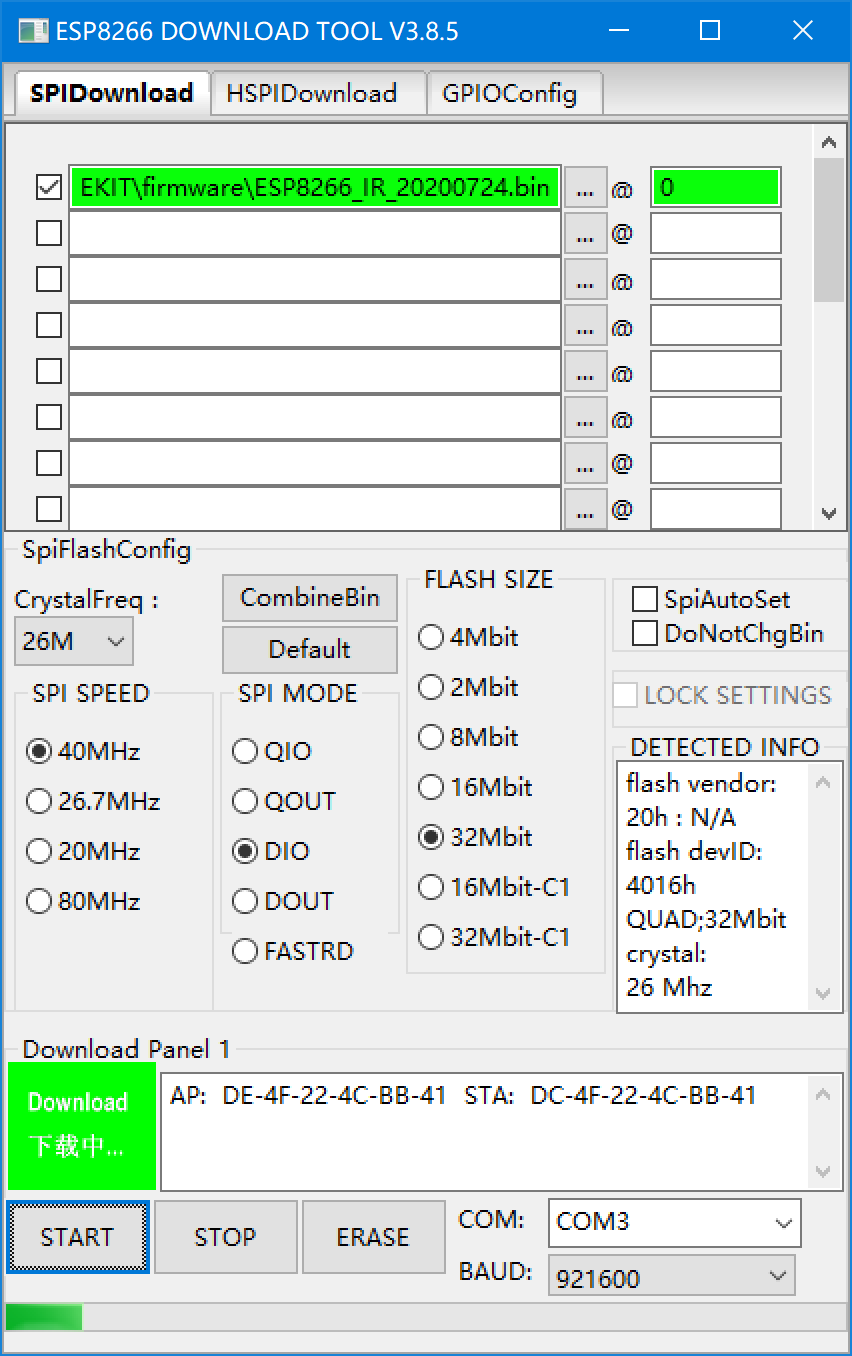 ESP8266 DOWNLOAD TOOL V3.8.5
SPIDownload HSPIDownload GPIOConfig
EKIT\firmware\ESP8266_IR_20200724.bin ... @ 0
... @
... @
... @
... @
... @
... @
... @
SpiFlashConfig
CrystalFreq :
26M
CombineBin
Default
SPI SPEED
40MHz
26.7MHz
20MHz
80MHz
SPI MODE
QIO
QOUT
DIO
DOUT
FASTRD
FLASH SIZE
4Mbit
2Mbit
8Mbit
16Mbit
32Mbit
16Mbit-C1
32Mbit-C1
SpiAutoSet
DoNotChgBin
LOCK SETTINGS
DETECTED INFO
flash vendor:
20h : N/A
flash devID:
4016h
QUAD;32Mbit
crystal:
26 Mhz
Download Panel 1
Download
下载中...
AP: DE-4F-22-4C-BB-41 STA: DC-4F-22-4C-BB-41
START STOP ERASE
COM: COM3
BAUD: 921600